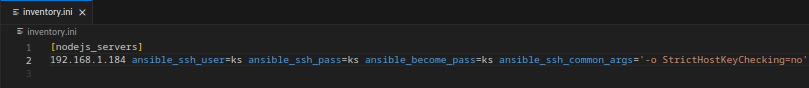 inventory.ini
inventory.ini
1 [nodejs_servers]
2 192.168.1.184 ansible_ssh_user=ks ansible_ssh_pass=ks ansible_become_pass=ks ansible_ssh_common_args='-o StrictHostKeyChecking=no'
3